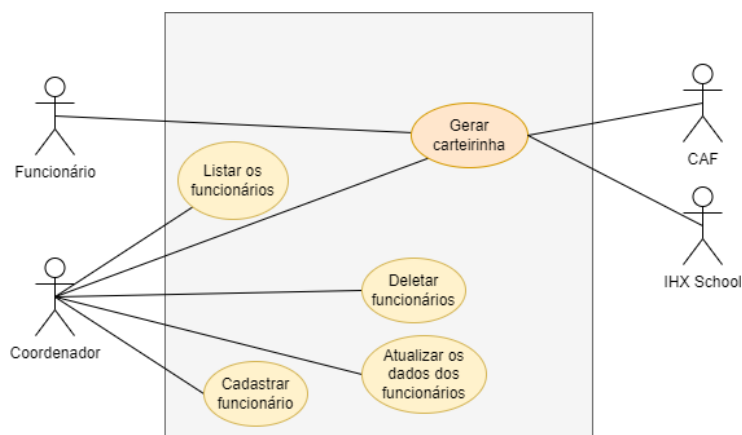 Gerar
carteirinha
Funcionário
CAF
Listar os
funcionários
IHX School
Deletar
funcionários
Coordenador
Atualizar os
dados dos
funcionários
Cadastrar
funcionário